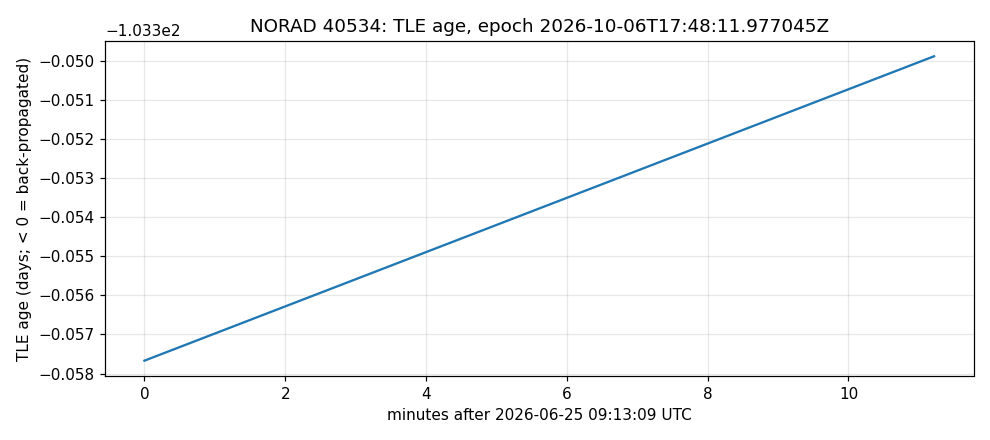 NORAD 40534: TLE age, epoch 2026-10-06T17:48:11.977045Z
−1.033e2
TLE age (days; < 0 = back-propagated)
−0.050
−0.051
−0.052
−0.053
−0.054
−0.055
−0.056
−0.057
−0.058
0 2 4 6 8 10
minutes after 2026-06-25 09:13:09 UTC